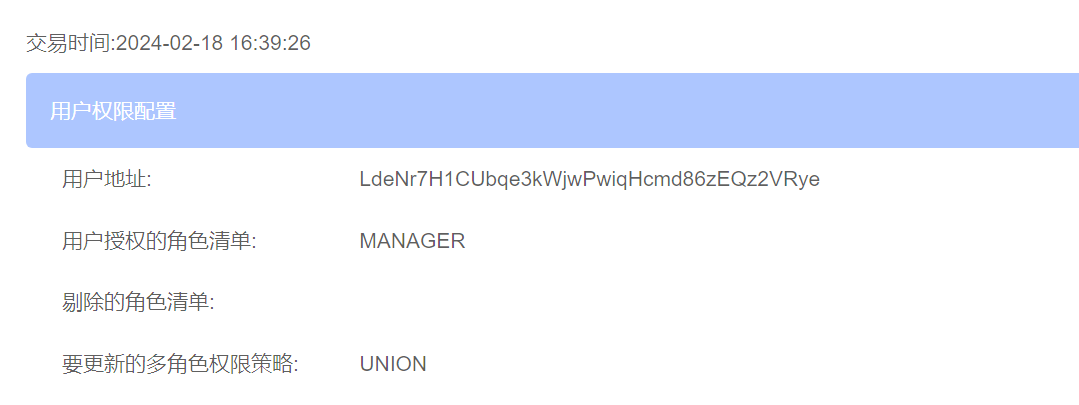 交易时间:2024-02-18 16:39:26
用户权限配置
用户地址: LdeNr7H1CUbqe3kWjwPwiqHcmd86zEQz2VRye
用户授权的角色清单: MANAGER
剔除的角色清单:
要更新的多角色权限策略: UNION